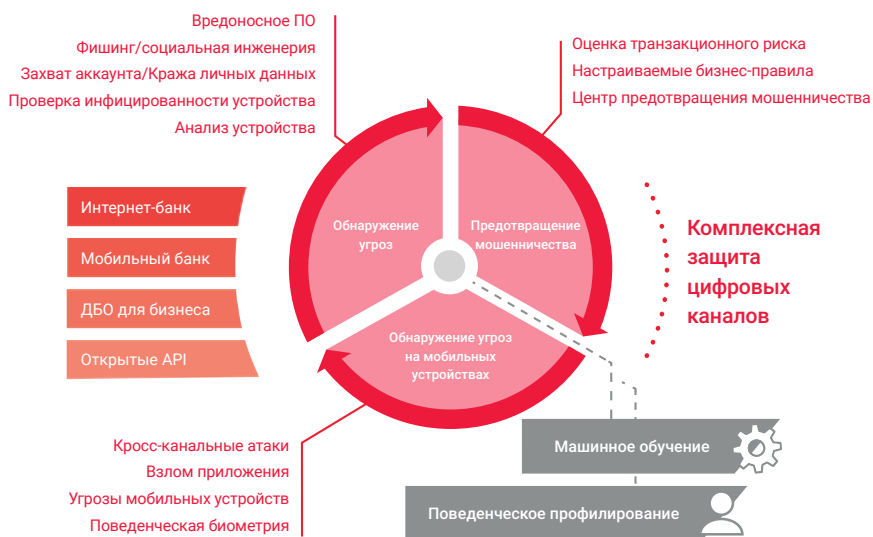 Вредоносное ПО
Фишинг/социальная инженерия
Захват аккаунта/Кража личных данных
Проверка инфицированности устройства
Анализ устройства
Оценка транзакционного риска
Настраиваемые бизнес-правила
Центр предотвращения мошенничества
Интернет-банк
Мобильный банк
ДБО для бизнеса
Открытые API
Обнаружение
угроз
Предотвращение
мошенничества
Обнаружение угроз
на мобильных
устройствах
Комплексная
защита
цифровых
каналов
Кросс-канальные атаки
Взлом приложения
Угрозы мобильных устройств
Поведенческая биометрия
Машинное обучение
Поведенческое профилирование